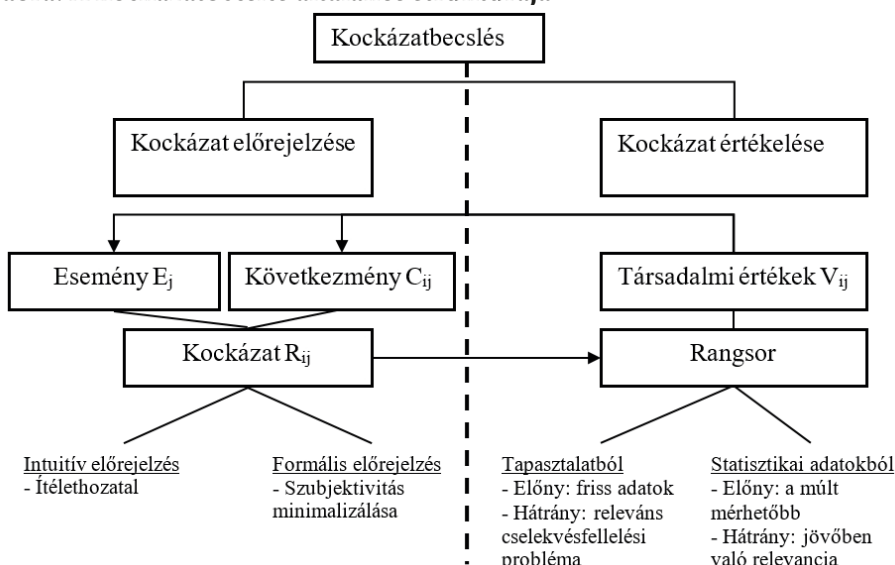 Kockázatbecslés
Kockázat előrejelzése
Kockázat értékelése
Esemény Ej
Következmény Cij
Társadalmi értékek Vij
Kockázat Rij
Rangsor
Intuitív előrejelzés
- Ítélethozatal
Formális előrejelzés
- Szubjektivitás
minimalizálása
Tapasztalatból
- Előny: friss adatok
- Hátrány: releváns
cselekvésfellelési
probléma
Statisztikai adatokból
- Előny: a múlt
mérhetőbb
- Hátrány: jövőben
való relevancia